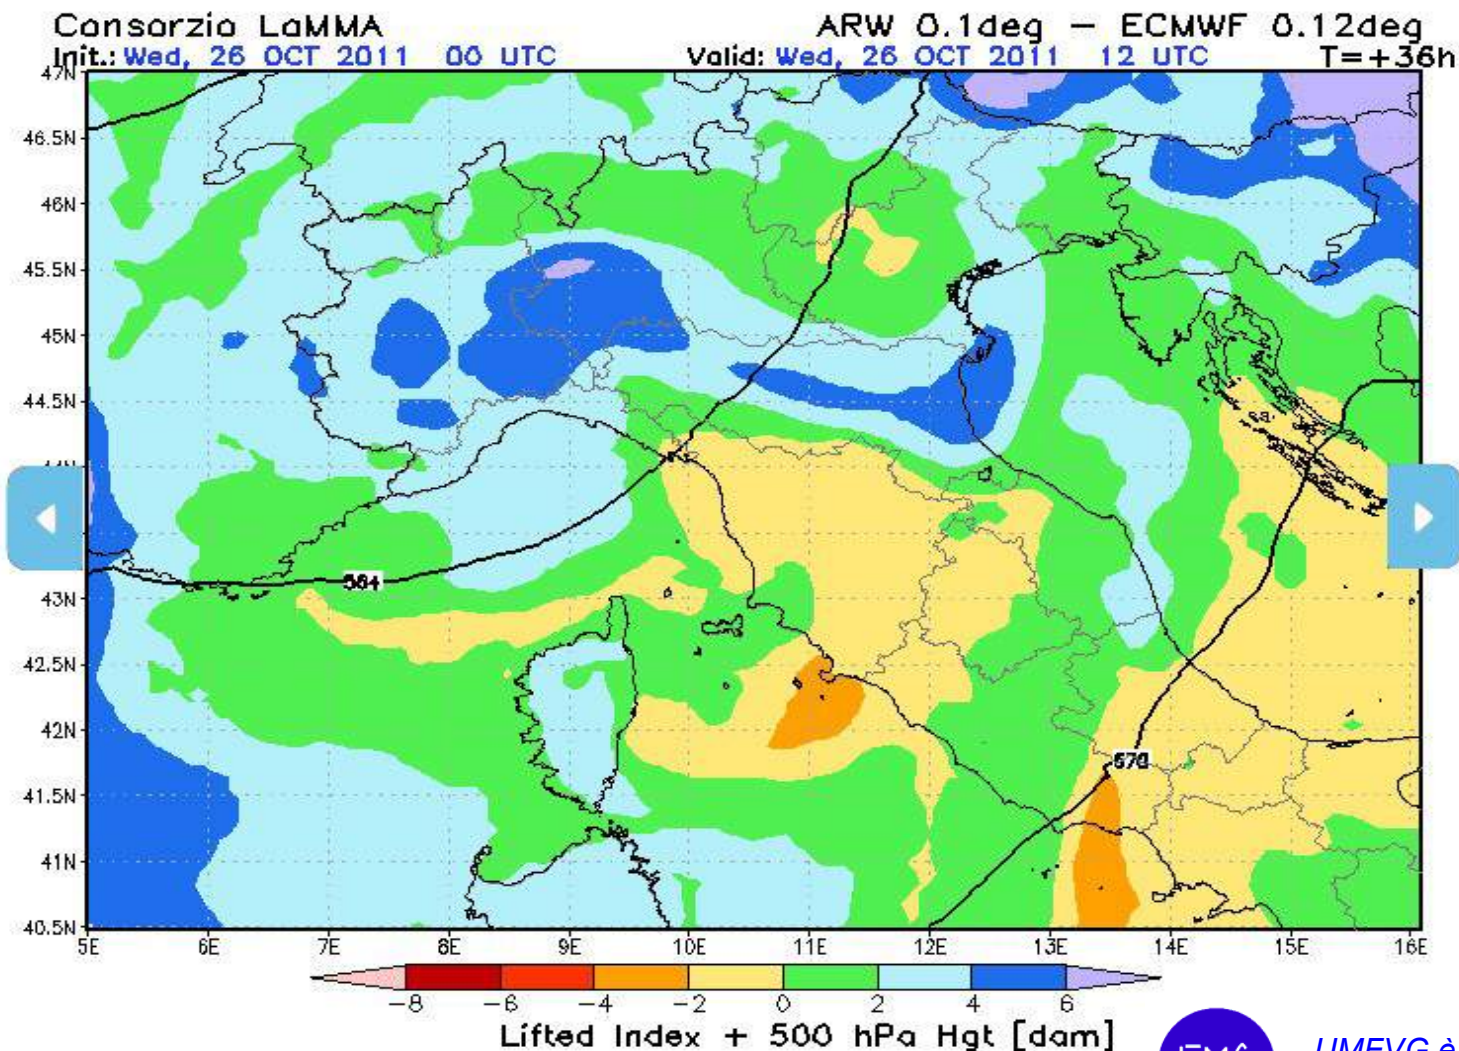 Consorzio LaMMA ARW 0.1deg – ECMWF 0.12deg
Init.: Wed, 26 OCT 2011 00 UTC Valid: Wed, 26 OCT 2011 12 UTC T=+36h
47N
46.5N
46N
45.5N
45N
44.5N
44N
43N
42.5N
42N
41.5N
41N
40.5N
564
576
5E 6E 7E 8E 9E 10E 11E 12E 13E 14E 15E 16E
−8 −6 −4 −2 0 2 4 6
Lifted Index + 500 hPa Hgt [dam]
UMFVG è